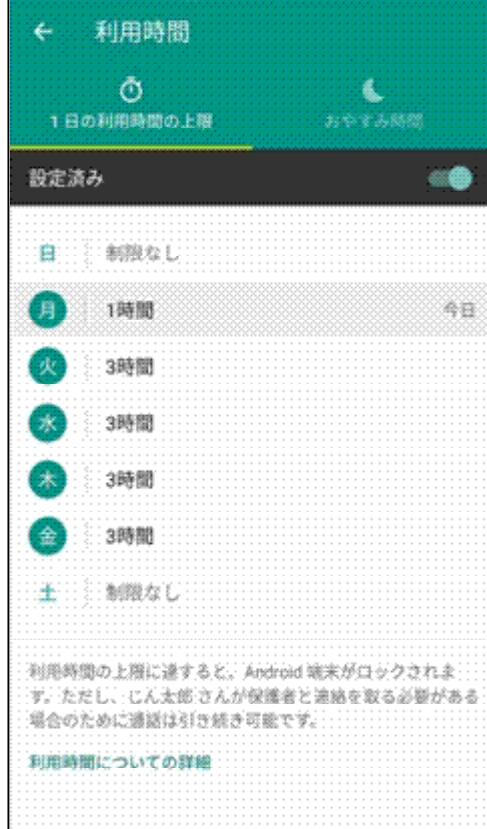 利用時間
1日の利用時間の上限
おやすみ時間
設定済み
日 制限なし
月 1時間 今日
火 3時間
水 3時間
木 3時間
金 3時間
土 制限なし
利用時間の上限に達すると、Android 端末がロックされま
す。ただし、じん太郎 さんが保護者と連絡を取る必要がある
場合のために通話は引き続き可能です。
利用時間についての詳細